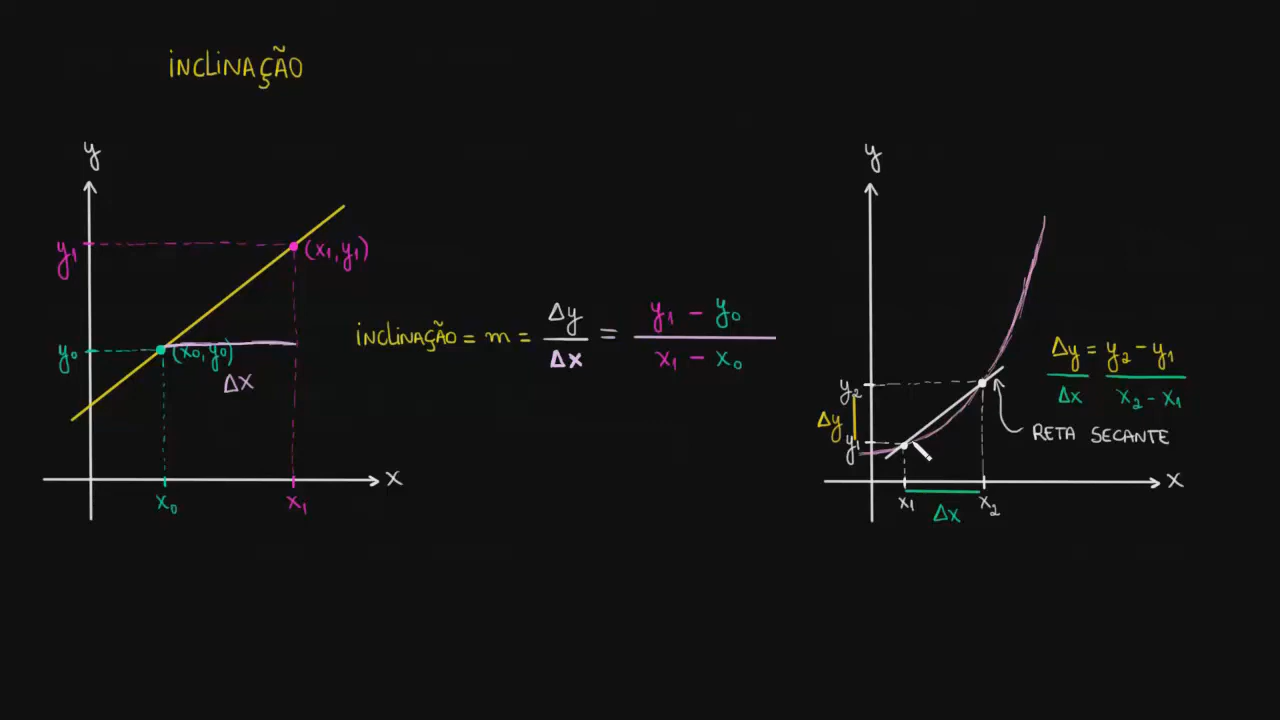 INCLINAÇÃO
y
y1
(x1, y1)
y0
(x0, y0)
Δx
x
x0
x1
INCLINAÇÃO = m = Δy/Δx = y1 − y0 / x1 − x0
y
y2
Δy
y1
x
x1
x2
Δx
Δy/Δx = y2 − y1 / x2 − x1
RETA SECANTE